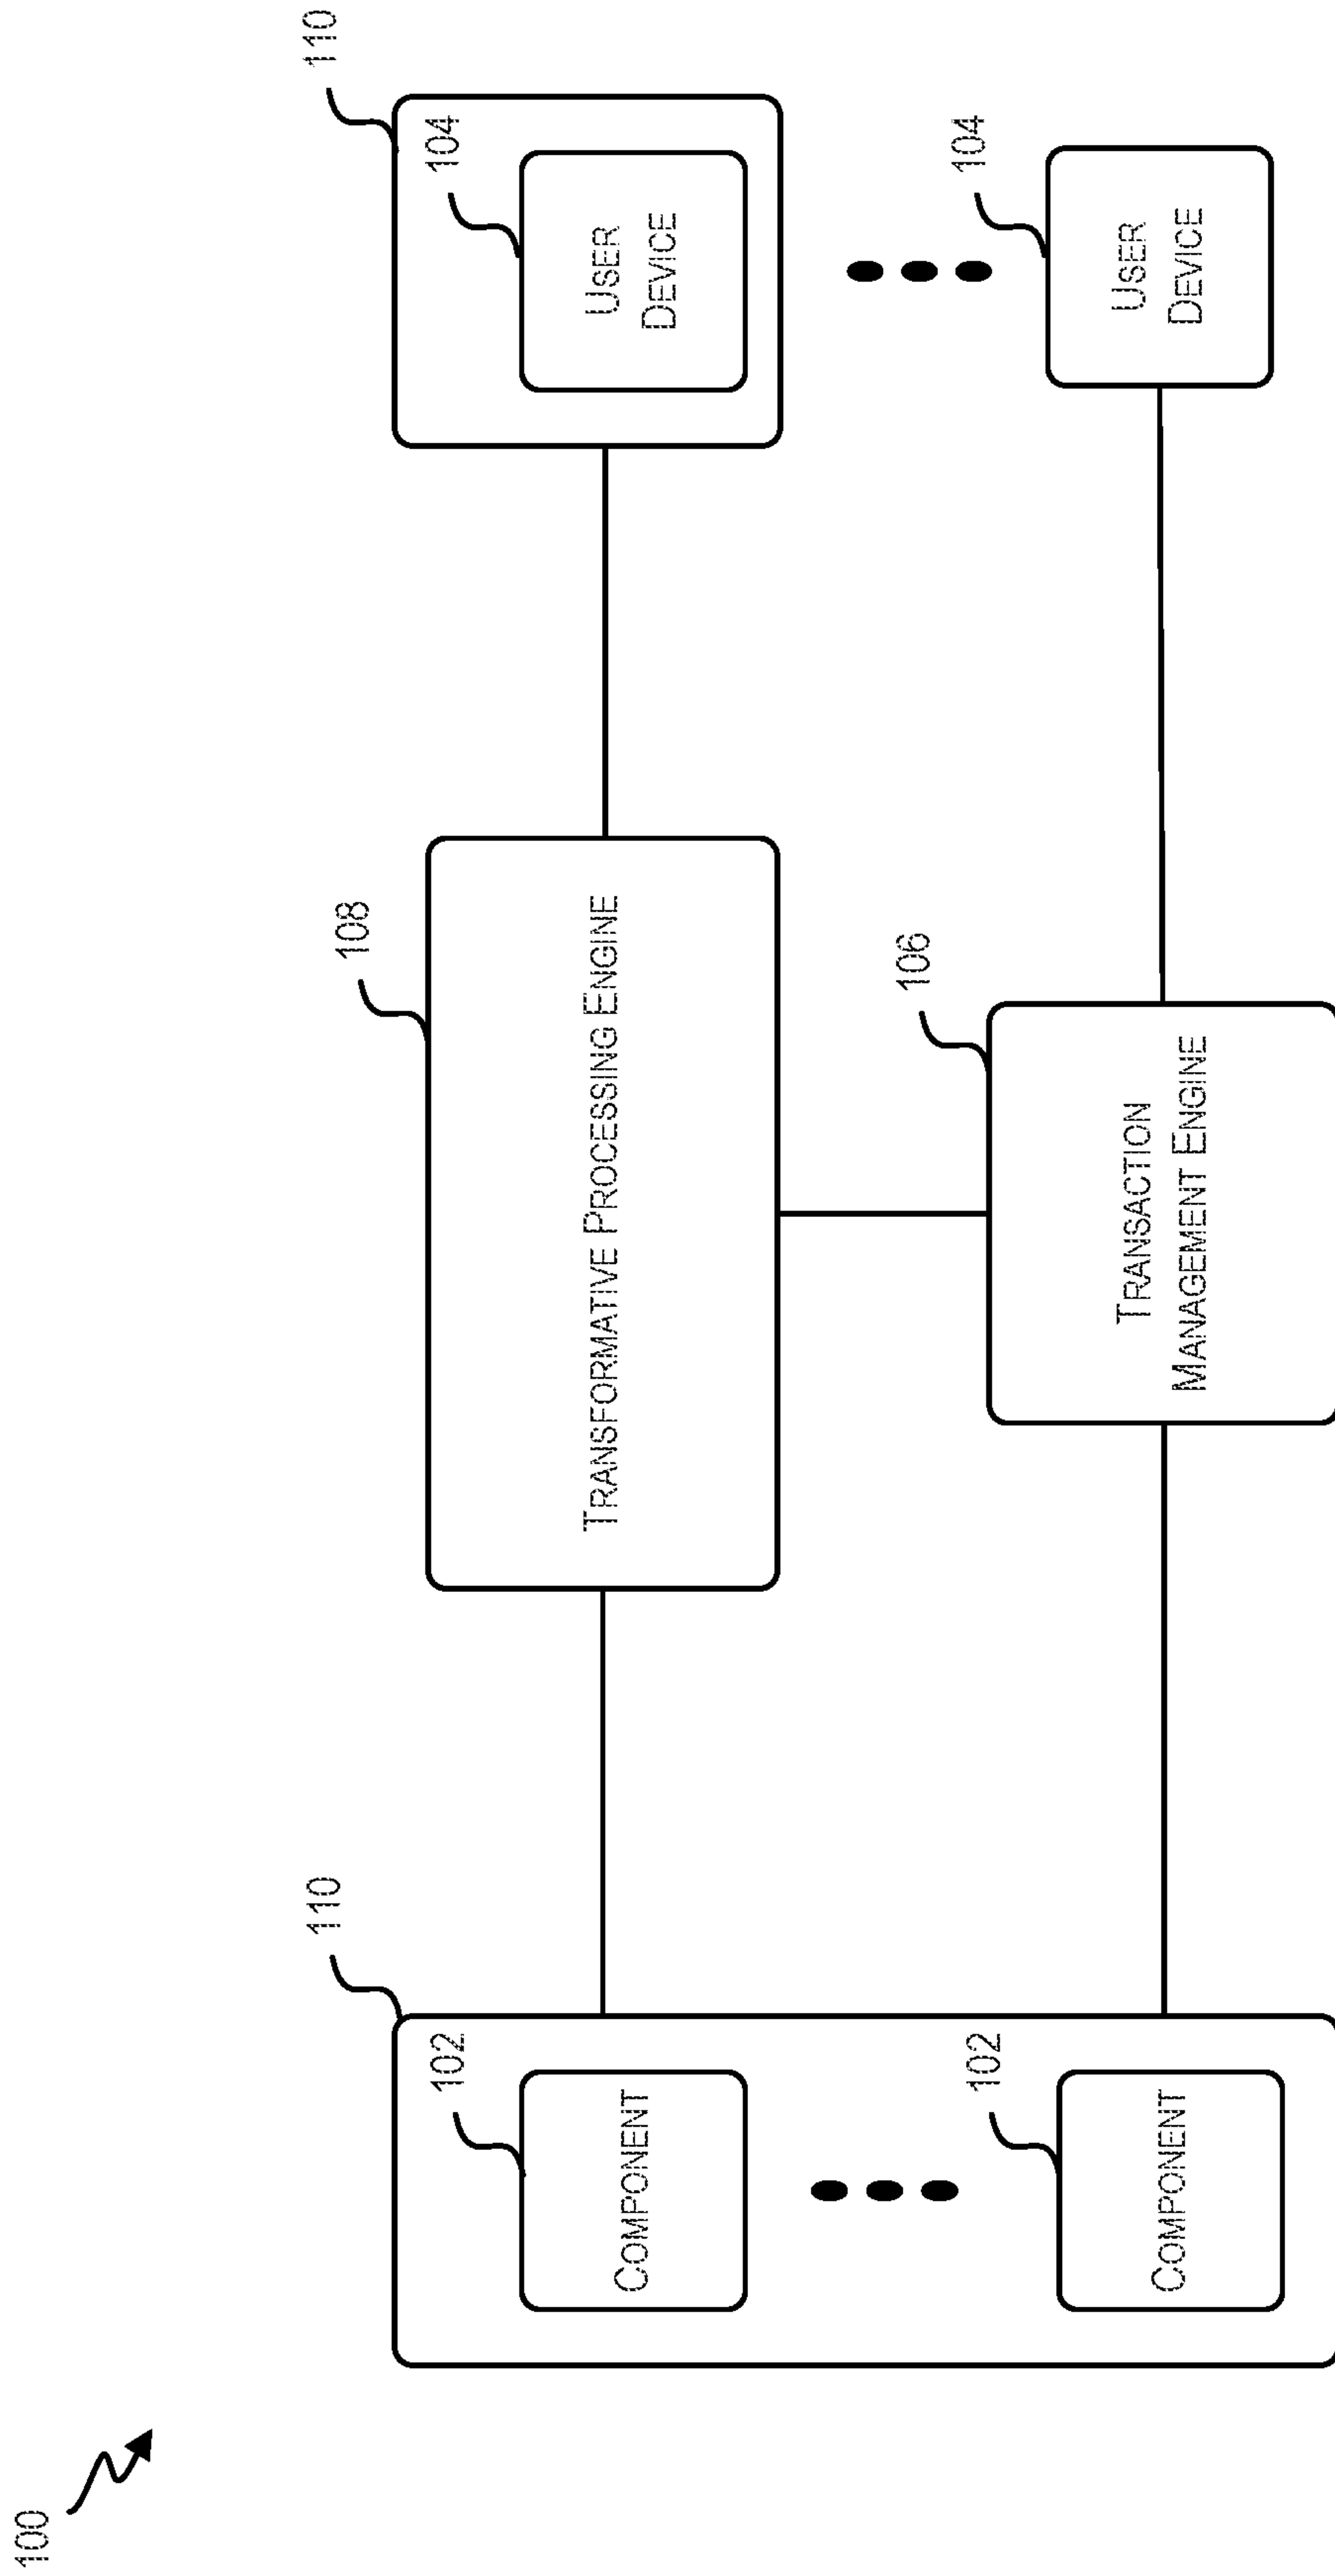 100
110
108
110
102
COMPONENT
TRANSFORMATIVE PROCESSING ENGINE
104
USER
DEVICE
102
COMPONENT
106
TRANSACTION
MANAGEMENT ENGINE
104
USER
DEVICE